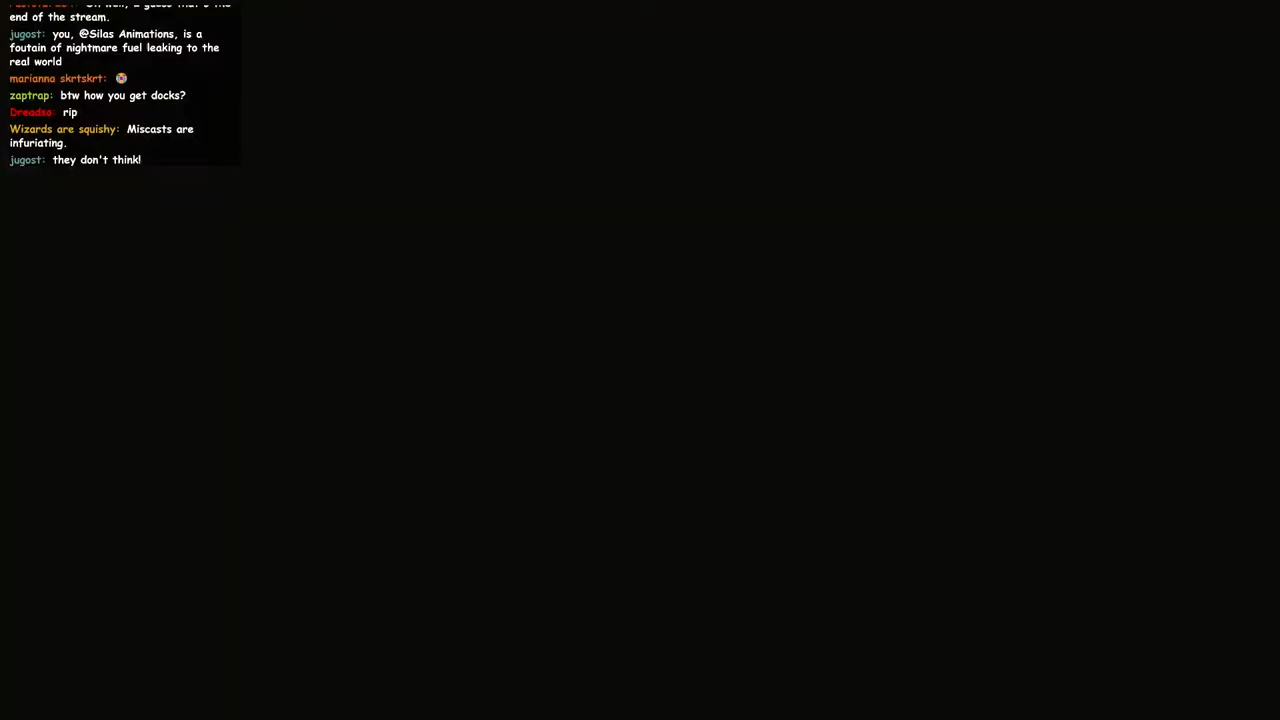 end of the stream.
jugost: you, @Silas Animations, is a
foutain of nightmare fuel leaking to the
real world
marianna skrtskrt:
zaptrap: btw how you get docks?
Dreadso: rip
Wizards are squishy: Miscasts are
infuriating.
jugost: they don't think!